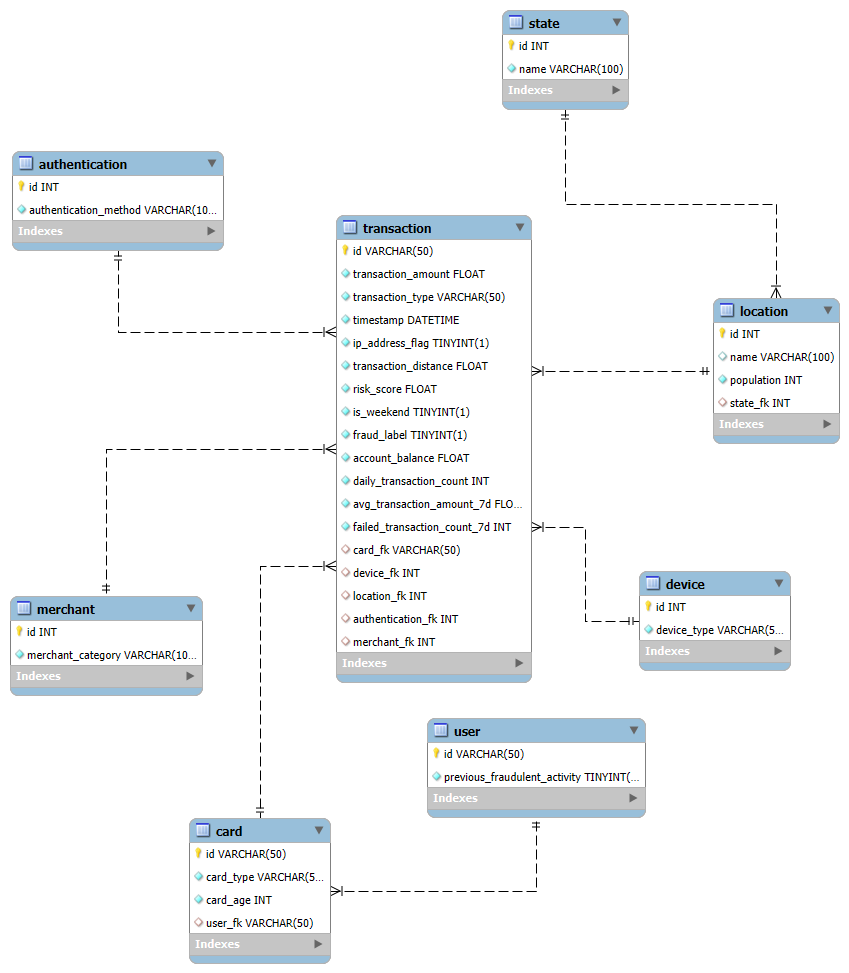 state
id INT
name VARCHAR(100)
Indexes
authentication
id INT
authentication_method VARCHAR(10...
Indexes
transaction
id VARCHAR(50)
transaction_amount FLOAT
transaction_type VARCHAR(50)
timestamp DATETIME
ip_address_flag TINYINT(1)
transaction_distance FLOAT
risk_score FLOAT
is_weekend TINYINT(1)
fraud_label TINYINT(1)
account_balance FLOAT
daily_transaction_count INT
avg_transaction_amount_7d FLO...
failed_transaction_count_7d INT
card_fk VARCHAR(50)
device_fk INT
location_fk INT
authentication_fk INT
merchant_fk INT
Indexes
location
id INT
name VARCHAR(100)
population INT
state_fk INT
Indexes
merchant
id INT
merchant_category VARCHAR(10...
Indexes
device
id INT
device_type VARCHAR(5...
Indexes
user
id VARCHAR(50)
previous_fraudulent_activity TINYINT(...
Indexes
card
id VARCHAR(50)
card_type VARCHAR(5...
card_age INT
user_fk VARCHAR(50)
Indexes